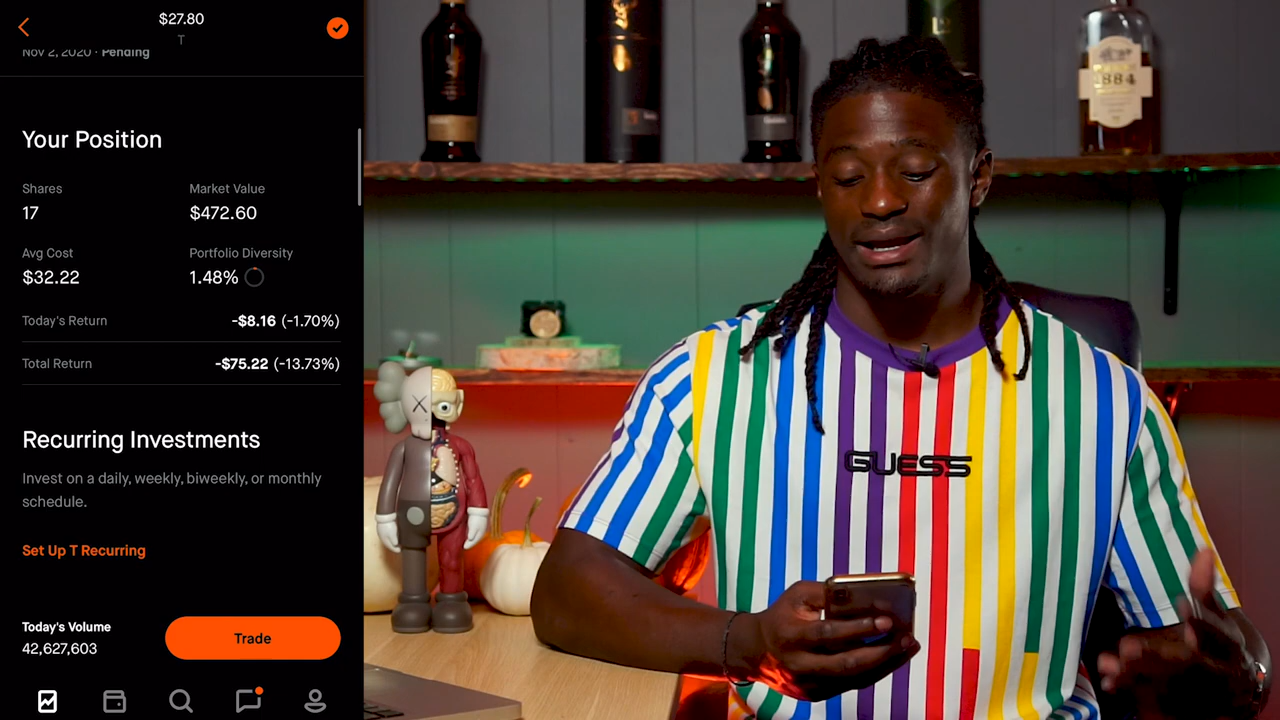 $27.80
T
Nov 2, 2020 · Pending
Your Position
Shares
Market Value
17
$472.60
Avg Cost
Portfolio Diversity
$32.22
1.48%
Today's Return
-$8.16 (-1.70%)
Total Return
-$75.22 (-13.73%)
Recurring Investments
Invest on a daily, weekly, biweekly, or monthly
schedule.
Set Up T Recurring
Today's Volume
42,627,603
Trade
1884
GUESS